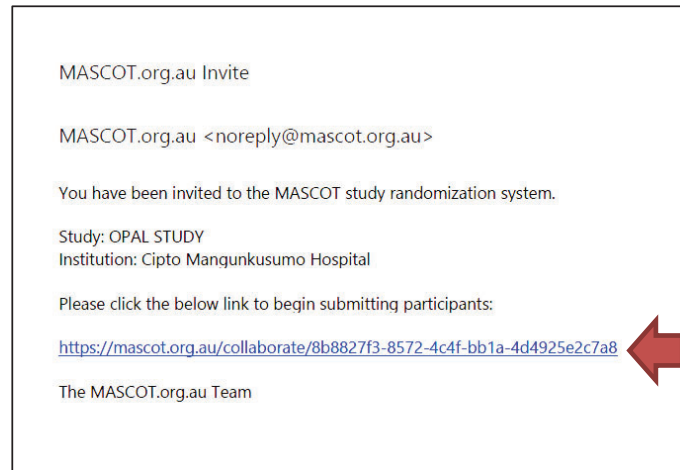 MASCOT.org.au Invite
MASCOT.org.au <noreply@mascot.org.au>
You have been invited to the MASCOT study randomization system.
Study: OPAL STUDY
Institution: Cipto Mangunkusumo Hospital
Please click the below link to begin submitting participants:
https://mascot.org.au/collaborate/8b8827f3-8572-4c4f-bb1a-4d4925e2c7a8
The MASCOT.org.au Team